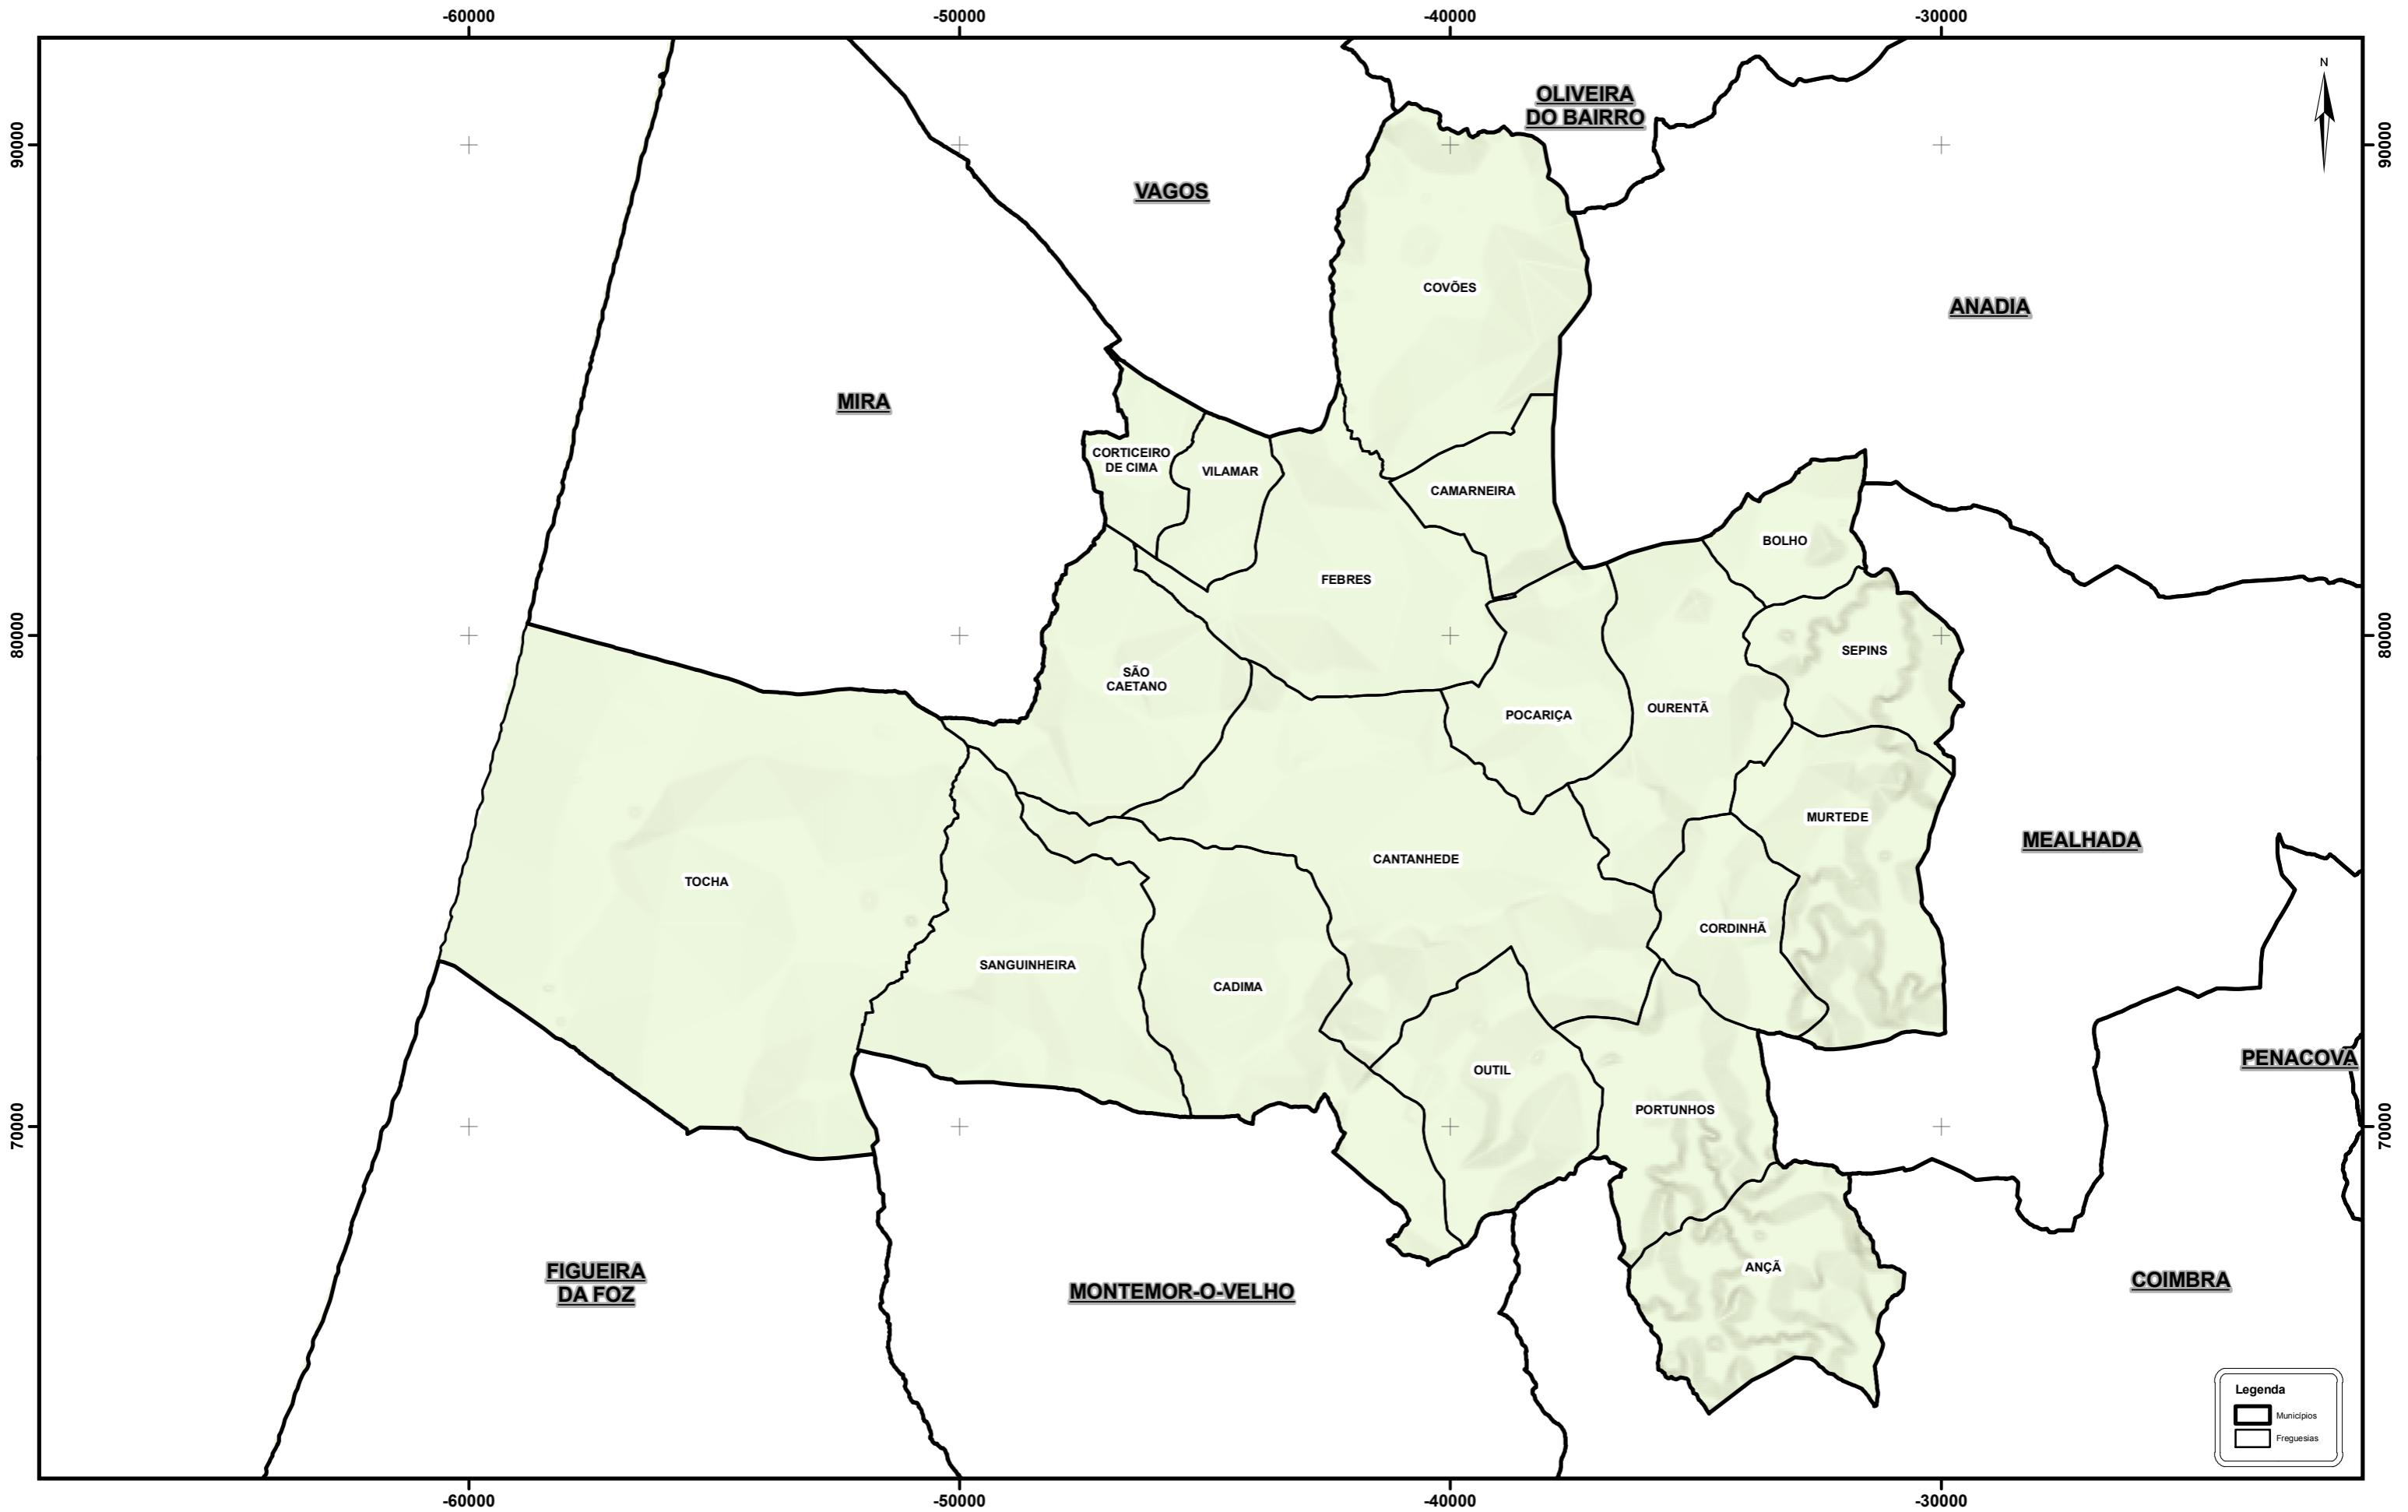 -60000 -50000 -40000 -30000
N
OLIVEIRA
DO BAIRRO
90000
90000
VAGOS
COVÕES
ANADIA
MIRA
CORTICEIRO
DE CIMA
VILAMAR
CAMARNEIRA
BOLHO
FEBRES
80000
80000
SEPINS
SÃO
CAETANO
OURENTÃ
POCARIÇA
MURTEDE
MEALHADA
CANTANHEDE
TOCHA
CORDINHÃ
SANGUINHEIRA
CADIMA
PENACOVA
OUTIL
PORTUNHOS
70000
70000
ANÇÃ
FIGUEIRA
DA FOZ
COIMBRA
MONTEMOR-O-VELHO
Legenda
Municípios
Freguesias
-60000 -50000 -40000 -30000